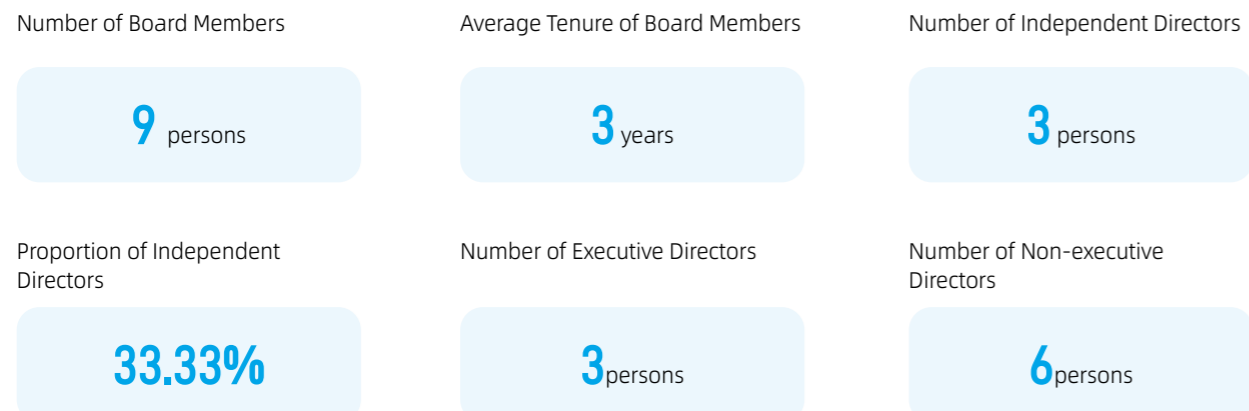 Number of Board Members
Average Tenure of Board Members
Number of Independent Directors
9 persons
3 years
3 persons
Proportion of Independent
Directors
Number of Executive Directors
Number of Non-executive
Directors
33.33%
3persons
6persons